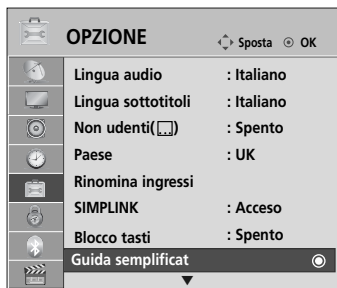 OPZIONE Sposta OK
Lingua audio : Italiano
Lingua sottotitoli : Italiano
Non udenti( ) : Spento
Paese : UK
Rinomina ingressi
SIMPLINK : Acceso
Blocco tasti : Spento
Guida semplificat